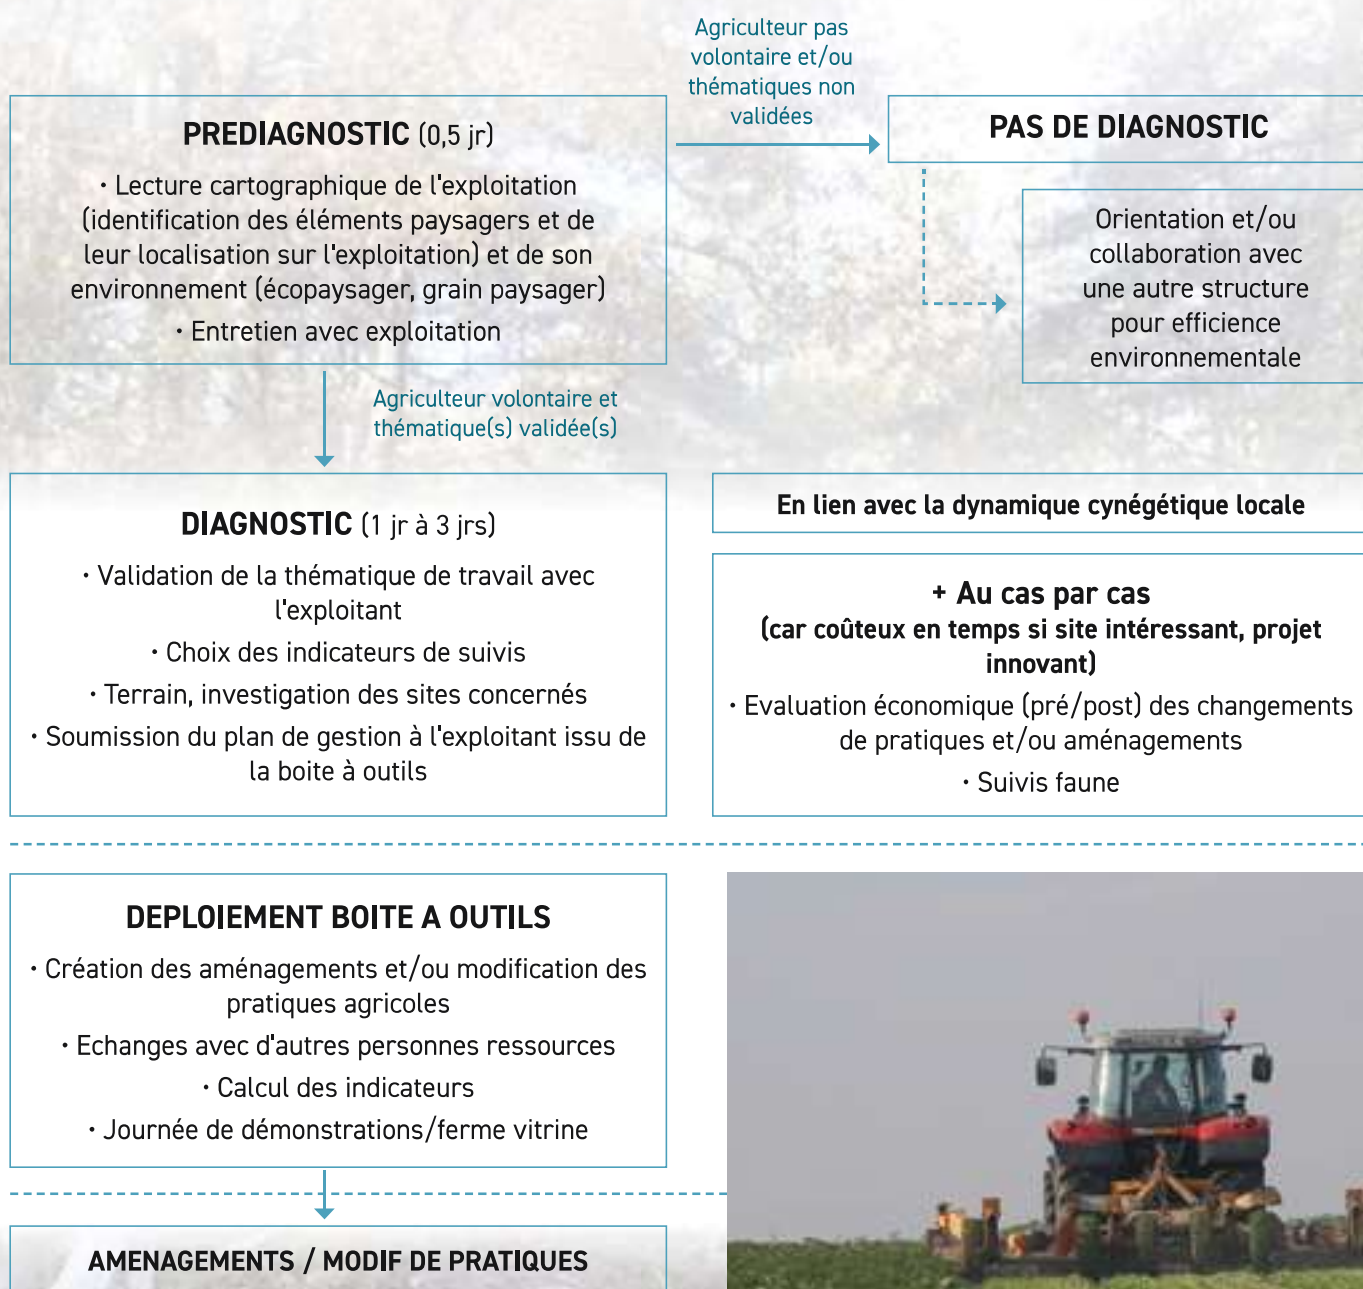 Agriculteur pas
volontaire et/ou
thématiques non
validées
PREDIAGNOSTIC (0,5 jr)
• Lecture cartographique de l'exploitation
(identification des éléments paysagers et de
leur localisation sur l'exploitation) et de son
environnement (écopaysager, grain paysager)
• Entretien avec exploitation
PAS DE DIAGNOSTIC
Orientation et/ou
collaboration avec
une autre structure
pour efficience
environnementale
Agriculteur volontaire et
thématique(s) validée(s)
DIAGNOSTIC (1 jr à 3 jrs)
• Validation de la thématique de travail avec
l'exploitant
• Choix des indicateurs de suivis
• Terrain, investigation des sites concernés
• Soumission du plan de gestion à l'exploitant issu de
la boite à outils
En lien avec la dynamique cynégétique locale
+ Au cas par cas
(car coûteux en temps si site intéressant, projet
innovant)
• Evaluation économique (pré/post) des changements
de pratiques et/ou aménagements
• Suivis faune
DEPLOIEMENT BOITE A OUTILS
• Création des aménagements et/ou modification des
pratiques agricoles
• Echanges avec d'autres personnes ressources
• Calcul des indicateurs
• Journée de démonstrations/ferme vitrine
AMENAGEMENTS / MODIF DE PRATIQUES